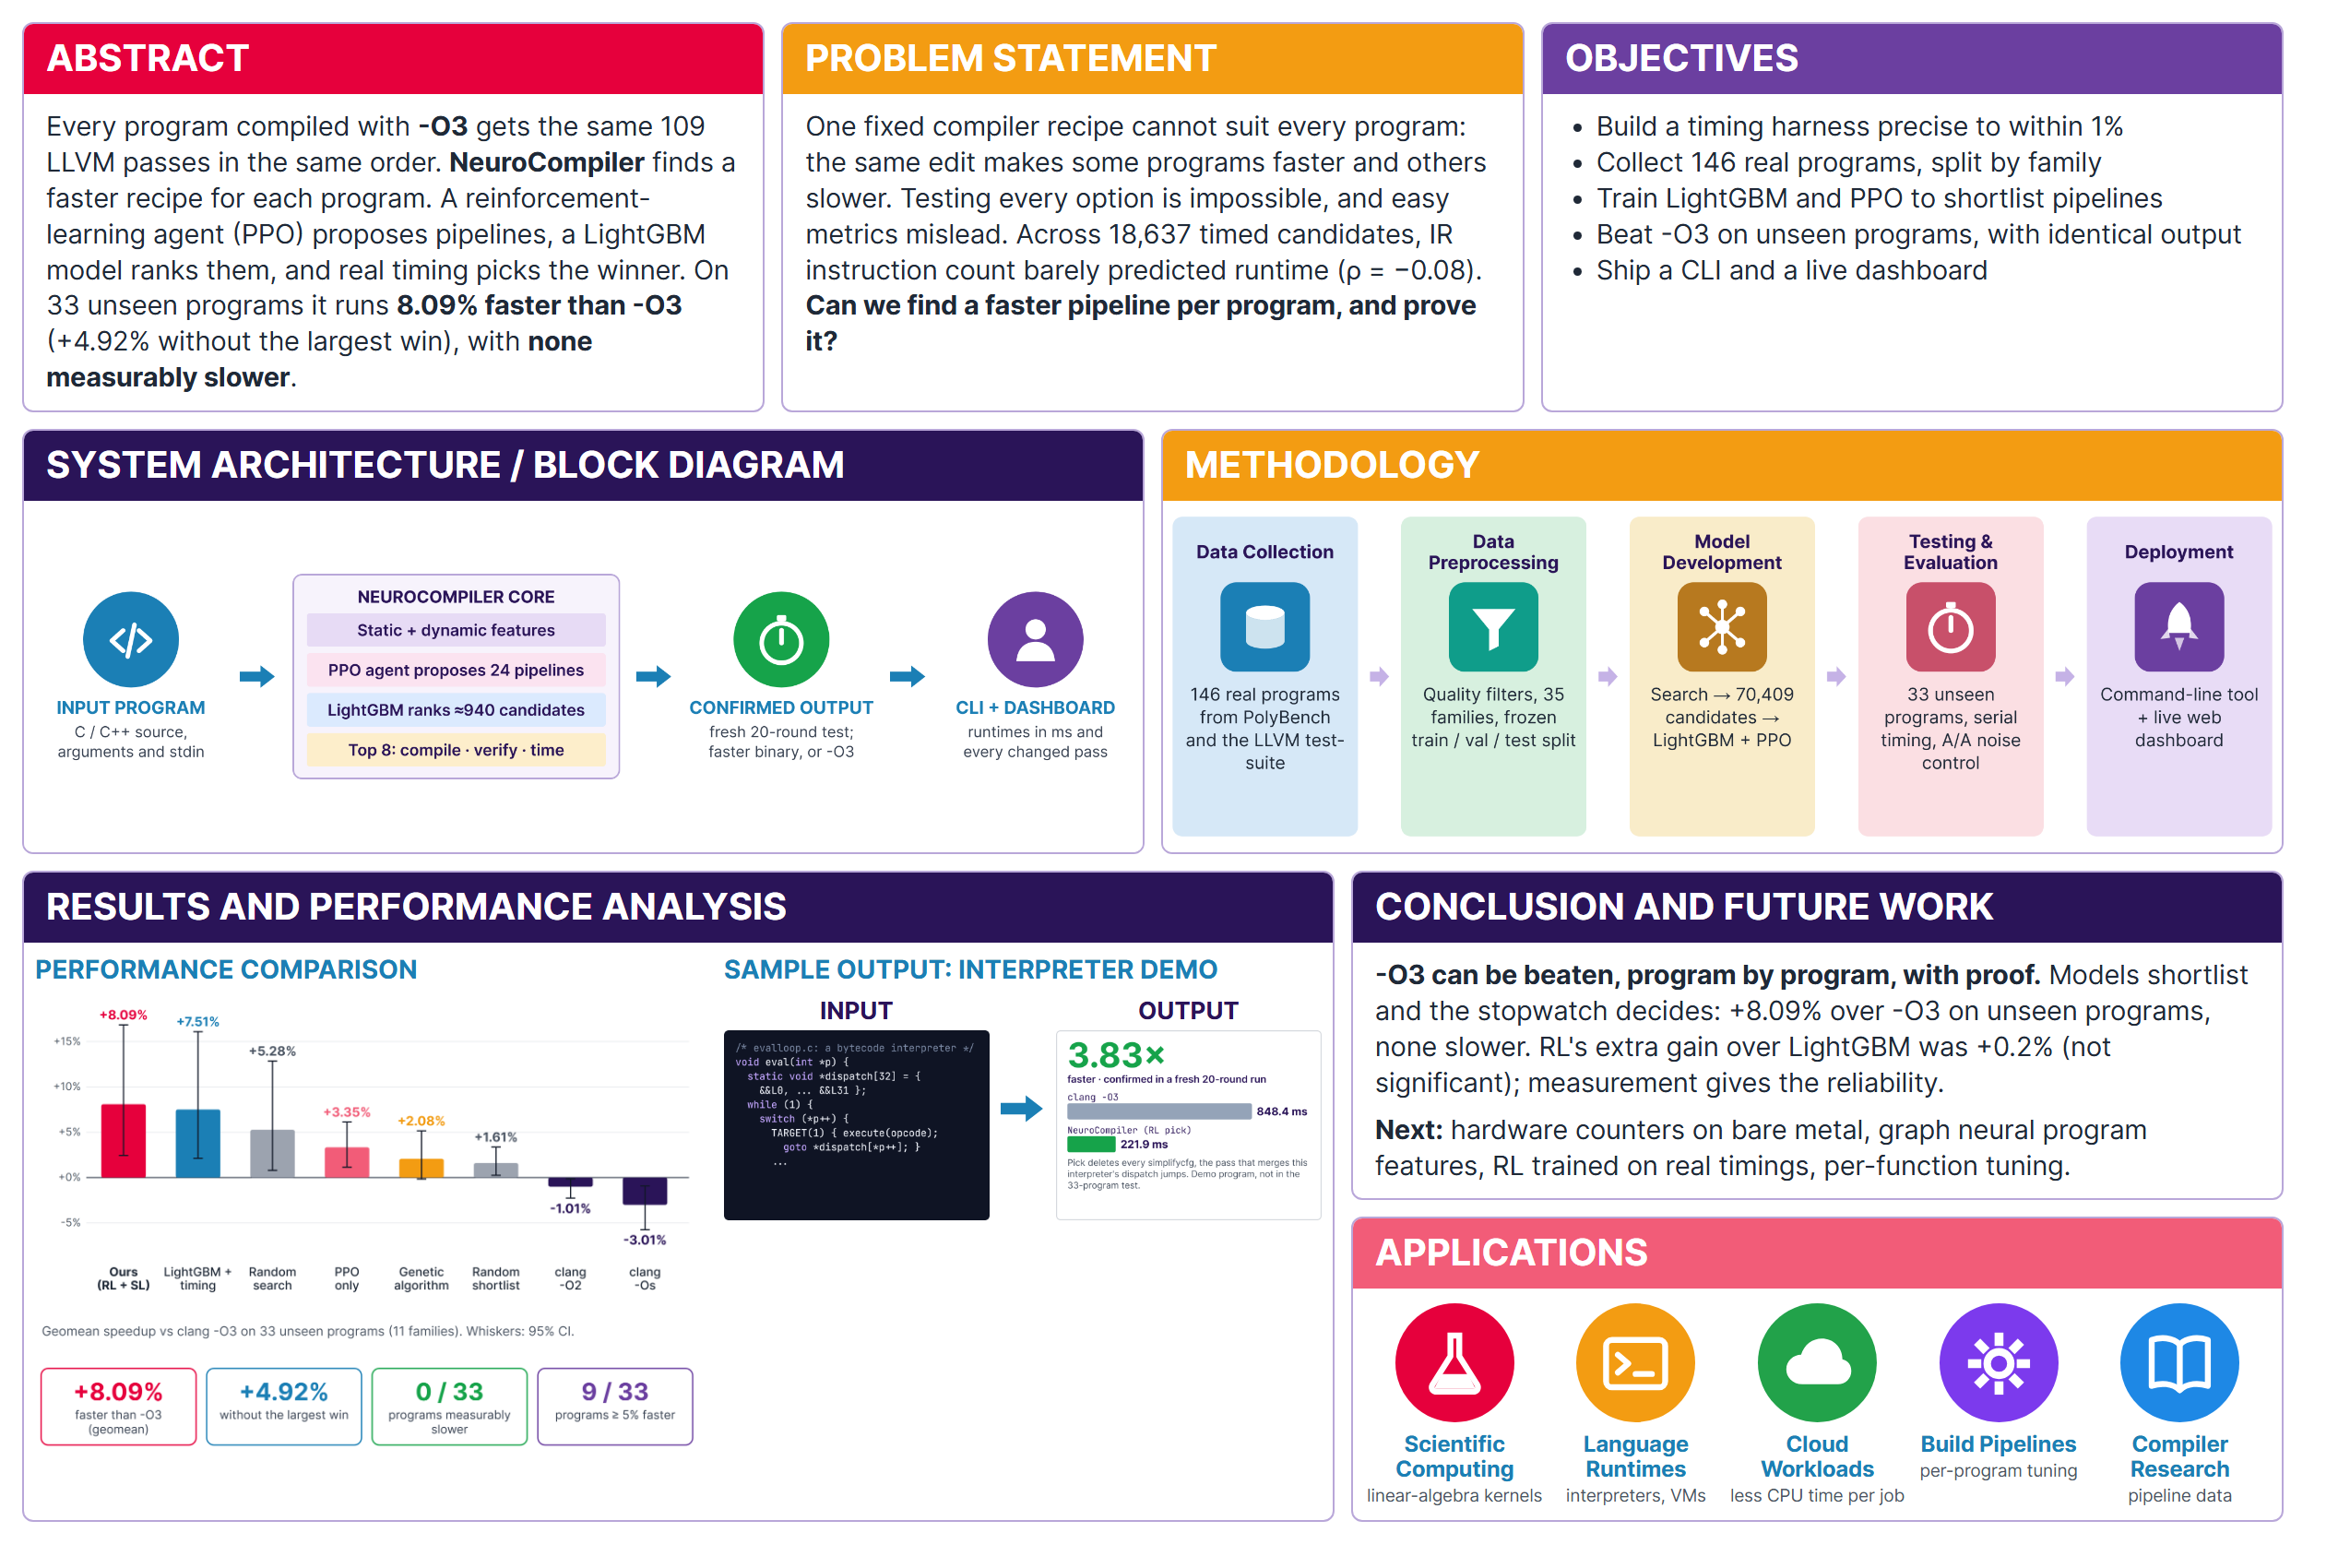 ABSTRACT
Every program compiled with -O3 gets the same 109
LLVM passes in the same order. NeuroCompiler finds a
faster recipe for each program. A reinforcement-
learning agent (PPO) proposes pipelines, a LightGBM
model ranks them, and real timing picks the winner. On
33 unseen programs it runs 8.09% faster than -O3
(+4.92% without the largest win), with none
measurably slower.
PROBLEM STATEMENT
One fixed compiler recipe cannot suit every program:
the same edit makes some programs faster and others
slower. Testing every option is impossible, and easy
metrics mislead. Across 18,637 timed candidates, IR
instruction count barely predicted runtime (ρ = −0.08).
Can we find a faster pipeline per program, and prove
it?
OBJECTIVES
• Build a timing harness precise to within 1%
• Collect 146 real programs, split by family
• Train LightGBM and PPO to shortlist pipelines
• Beat -O3 on unseen programs, with identical output
• Ship a CLI and a live dashboard
SYSTEM ARCHITECTURE / BLOCK DIAGRAM
INPUT PROGRAM
C / C++ source,
arguments and stdin
NEUROCOMPILER CORE
Static + dynamic features
PPO agent proposes 24 pipelines
LightGBM ranks ≈940 candidates
Top 8: compile · verify · time
CONFIRMED OUTPUT
fresh 20-round test;
faster binary, or -O3
CLI + DASHBOARD
runtimes in ms and
every changed pass
METHODOLOGY
Data Collection
146 real programs
from PolyBench
and the LLVM test-
suite
Data
Preprocessing
Quality filters, 35
families, frozen
train / val / test split
Model
Development
Search → 70,409
candidates →
LightGBM + PPO
Testing &
Evaluation
33 unseen
programs, serial
timing, A/A noise
control
Deployment
Command-line tool
+ live web
dashboard
RESULTS AND PERFORMANCE ANALYSIS
PERFORMANCE COMPARISON
+15%
+10%
+5%
+0%
-5%
+8.09%
+7.51%
+5.28%
+3.35%
+2.08%
+1.61%
-1.01%
-3.01%
Ours
(RL + SL)
LightGBM +
timing
Random
search
PPO
only
Genetic
algorithm
Random
shortlist
clang
-O2
clang
-Os
Geomean speedup vs clang -O3 on 33 unseen programs (11 families). Whiskers: 95% CI.
+8.09%
faster than -O3
(geomean)
+4.92%
without the largest win
0 / 33
programs measurably
slower
9 / 33
programs ≥ 5% faster
SAMPLE OUTPUT: INTERPRETER DEMO
INPUT
/* evalloop.c: a bytecode interpreter */
void eval(int *p) {
static void *dispatch[32] = {
&&L0, ... &&L31 };
while (1) {
switch (*p++) {
TARGET(1) { execute(opcode);
goto *dispatch[*p++]; }
...
OUTPUT
3.83×
faster · confirmed in a fresh 20-round run
clang -O3
848.4 ms
NeuroCompiler (RL pick)
221.9 ms
Pick deletes every simplifycfg, the pass that merges this
interpreter's dispatch jumps. Demo program, not in the
33-program test.
CONCLUSION AND FUTURE WORK
-O3 can be beaten, program by program, with proof. Models shortlist
and the stopwatch decides: +8.09% over -O3 on unseen programs,
none slower. RL's extra gain over LightGBM was +0.2% (not
significant); measurement gives the reliability.
Next: hardware counters on bare metal, graph neural program
features, RL trained on real timings, per-function tuning.
APPLICATIONS
Scientific
Computing
linear-algebra kernels
Language
Runtimes
interpreters, VMs
Cloud
Workloads
less CPU time per job
Build Pipelines
per-program tuning
Compiler
Research
pipeline data